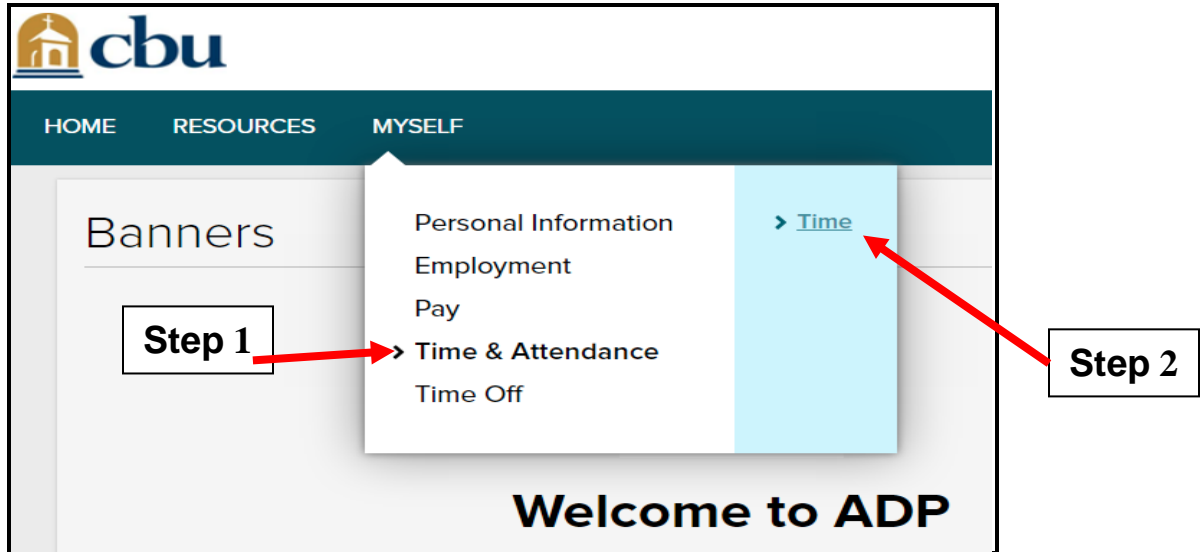 cbu
HOME RESOURCES MYSELF
Banners
Personal Information
Employment
Pay
Time & Attendance
Time Off
Time
Step 1
Step 2
Welcome to ADP